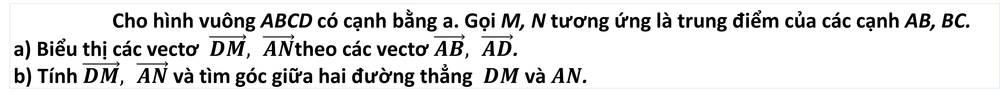 Cho hình vuông ABCD có cạnh bằng a. Gọi M, N tương ứng là trung điểm của các cạnh AB, BC.
a) Biểu thị các vectơ $\overrightarrow{DM}$, $\overrightarrow{AN}$theo các vectơ $\overrightarrow{AB}$, $\overrightarrow{AD}$.
b) Tính $\overrightarrow{DM}$, $\overrightarrow{AN}$ và tìm góc giữa hai đường thẳng DM và AN.